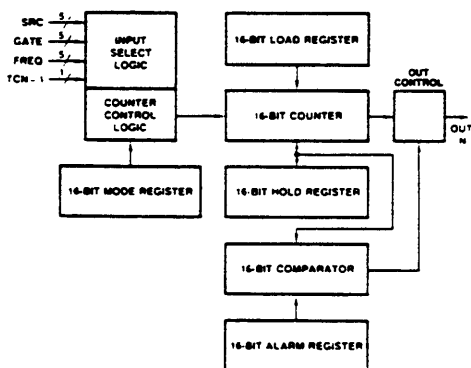 SRC 5
GATE 5
FREQ 5
TCN-1 1
INPUT
SELECT
LOGIC
COUNTER
CONTROL
LOGIC
16-BIT MODE REGISTER
16-BIT LOAD REGISTER
16-BIT COUNTER
16-BIT HOLD REGISTER
16-BIT COMPARATOR
16-BIT ALARM REGISTER
OUT
CONTROL
OUT
N